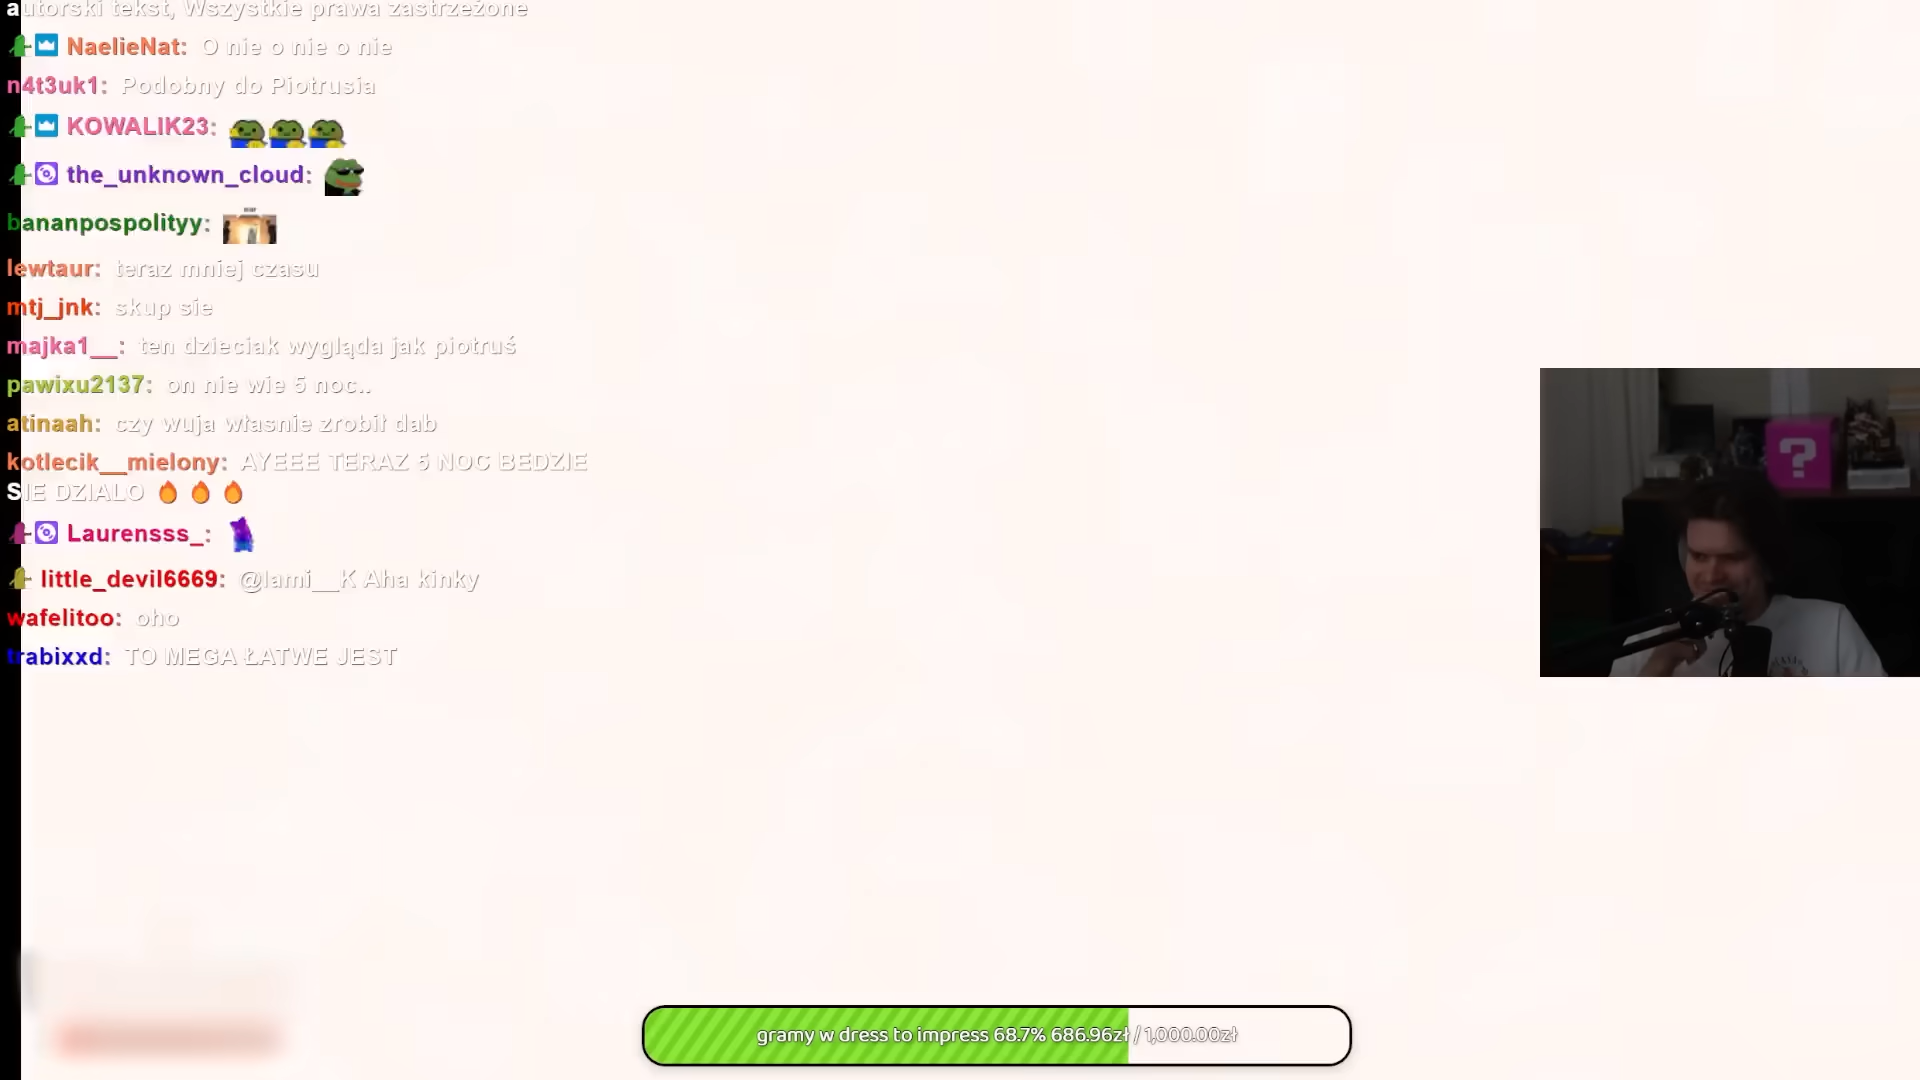 autorski tekst, Wszystkie prawa zastrzeżone
NaelieNat: O nie o nie o nie
n4t3uk1: Podobny do Piotrusia
KOWALIK23:
the_unknown_cloud:
bananpospolityy:
lewtaur: teraz mniej czasu
mtj_jnk: skup sie
majka1__: ten dzieciak wygląda jak piotruś
pawixu2137: on nie wie 5 noc..
atinaah: czy wuja własnie zrobił dab
kotlecik__mielony: AYEEE TERAZ 5 NOC BEDZIE
SIE DZIALO 🔥 🔥 🔥
Laurensss_:
little_devil6669: @lami__K Aha kinky
wafelitoo: oho
trabixxd: TO MEGA ŁATWE JEST
?
gramy w dress to impress 68.7% 686.96zł / 1,000.00zł